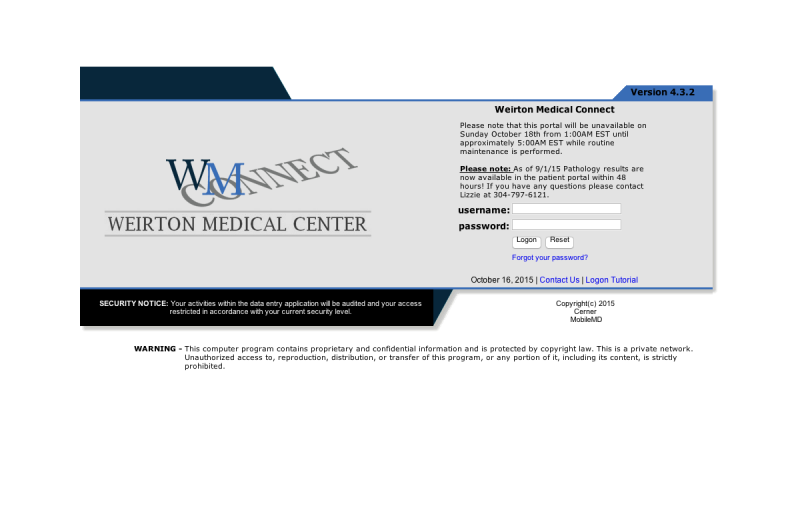 Version 4.3.2
Weirton Medical Connect
Please note that this portal will be unavailable on
Sunday October 18th from 1:00AM EST until
approximately 5:00AM EST while routine
maintenance is performed.
Please note: As of 9/1/15 Pathology results are
now available in the patient portal within 48
hours! If you have any questions please contact
Lizzie at 304-797-6121.
WM CONNECT
WEIRTON MEDICAL CENTER
username:
password:
Logon Reset
Forgot your password?
October 16, 2015 | Contact Us | Logon Tutorial
SECURITY NOTICE: Your activities within the data entry application will be audited and your access
restricted in accordance with your current security level.
Copyright(c) 2015
Cerner
MobileMD
WARNING - This computer program contains proprietary and confidential information and is protected by copyright law. This is a private network.
Unauthorized access to, reproduction, distribution, or transfer of this program, or any portion of it, including its content, is strictly
prohibited.